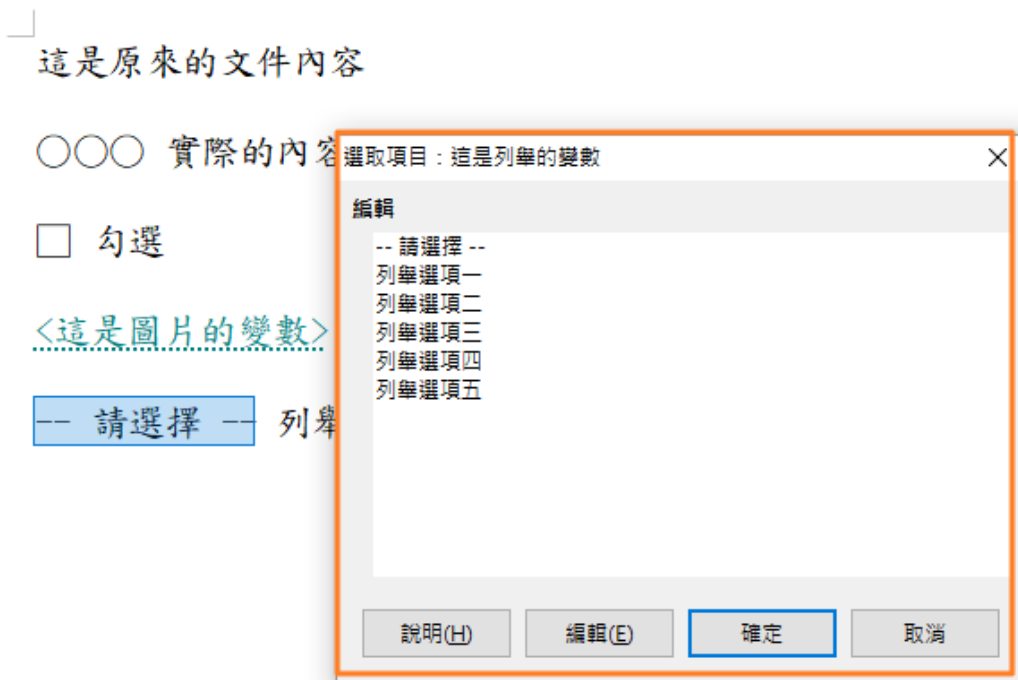 這是原來的文件內容
○○○ 實際的內容
□ 勾選
<這是圖片的變數>
-- 請選擇 -- 列舉
選取項目：這是列舉的變數
編輯
-- 請選擇 --
列舉選項一
列舉選項二
列舉選項三
列舉選項四
列舉選項五
說明(H) 編輯(E) 確定 取消